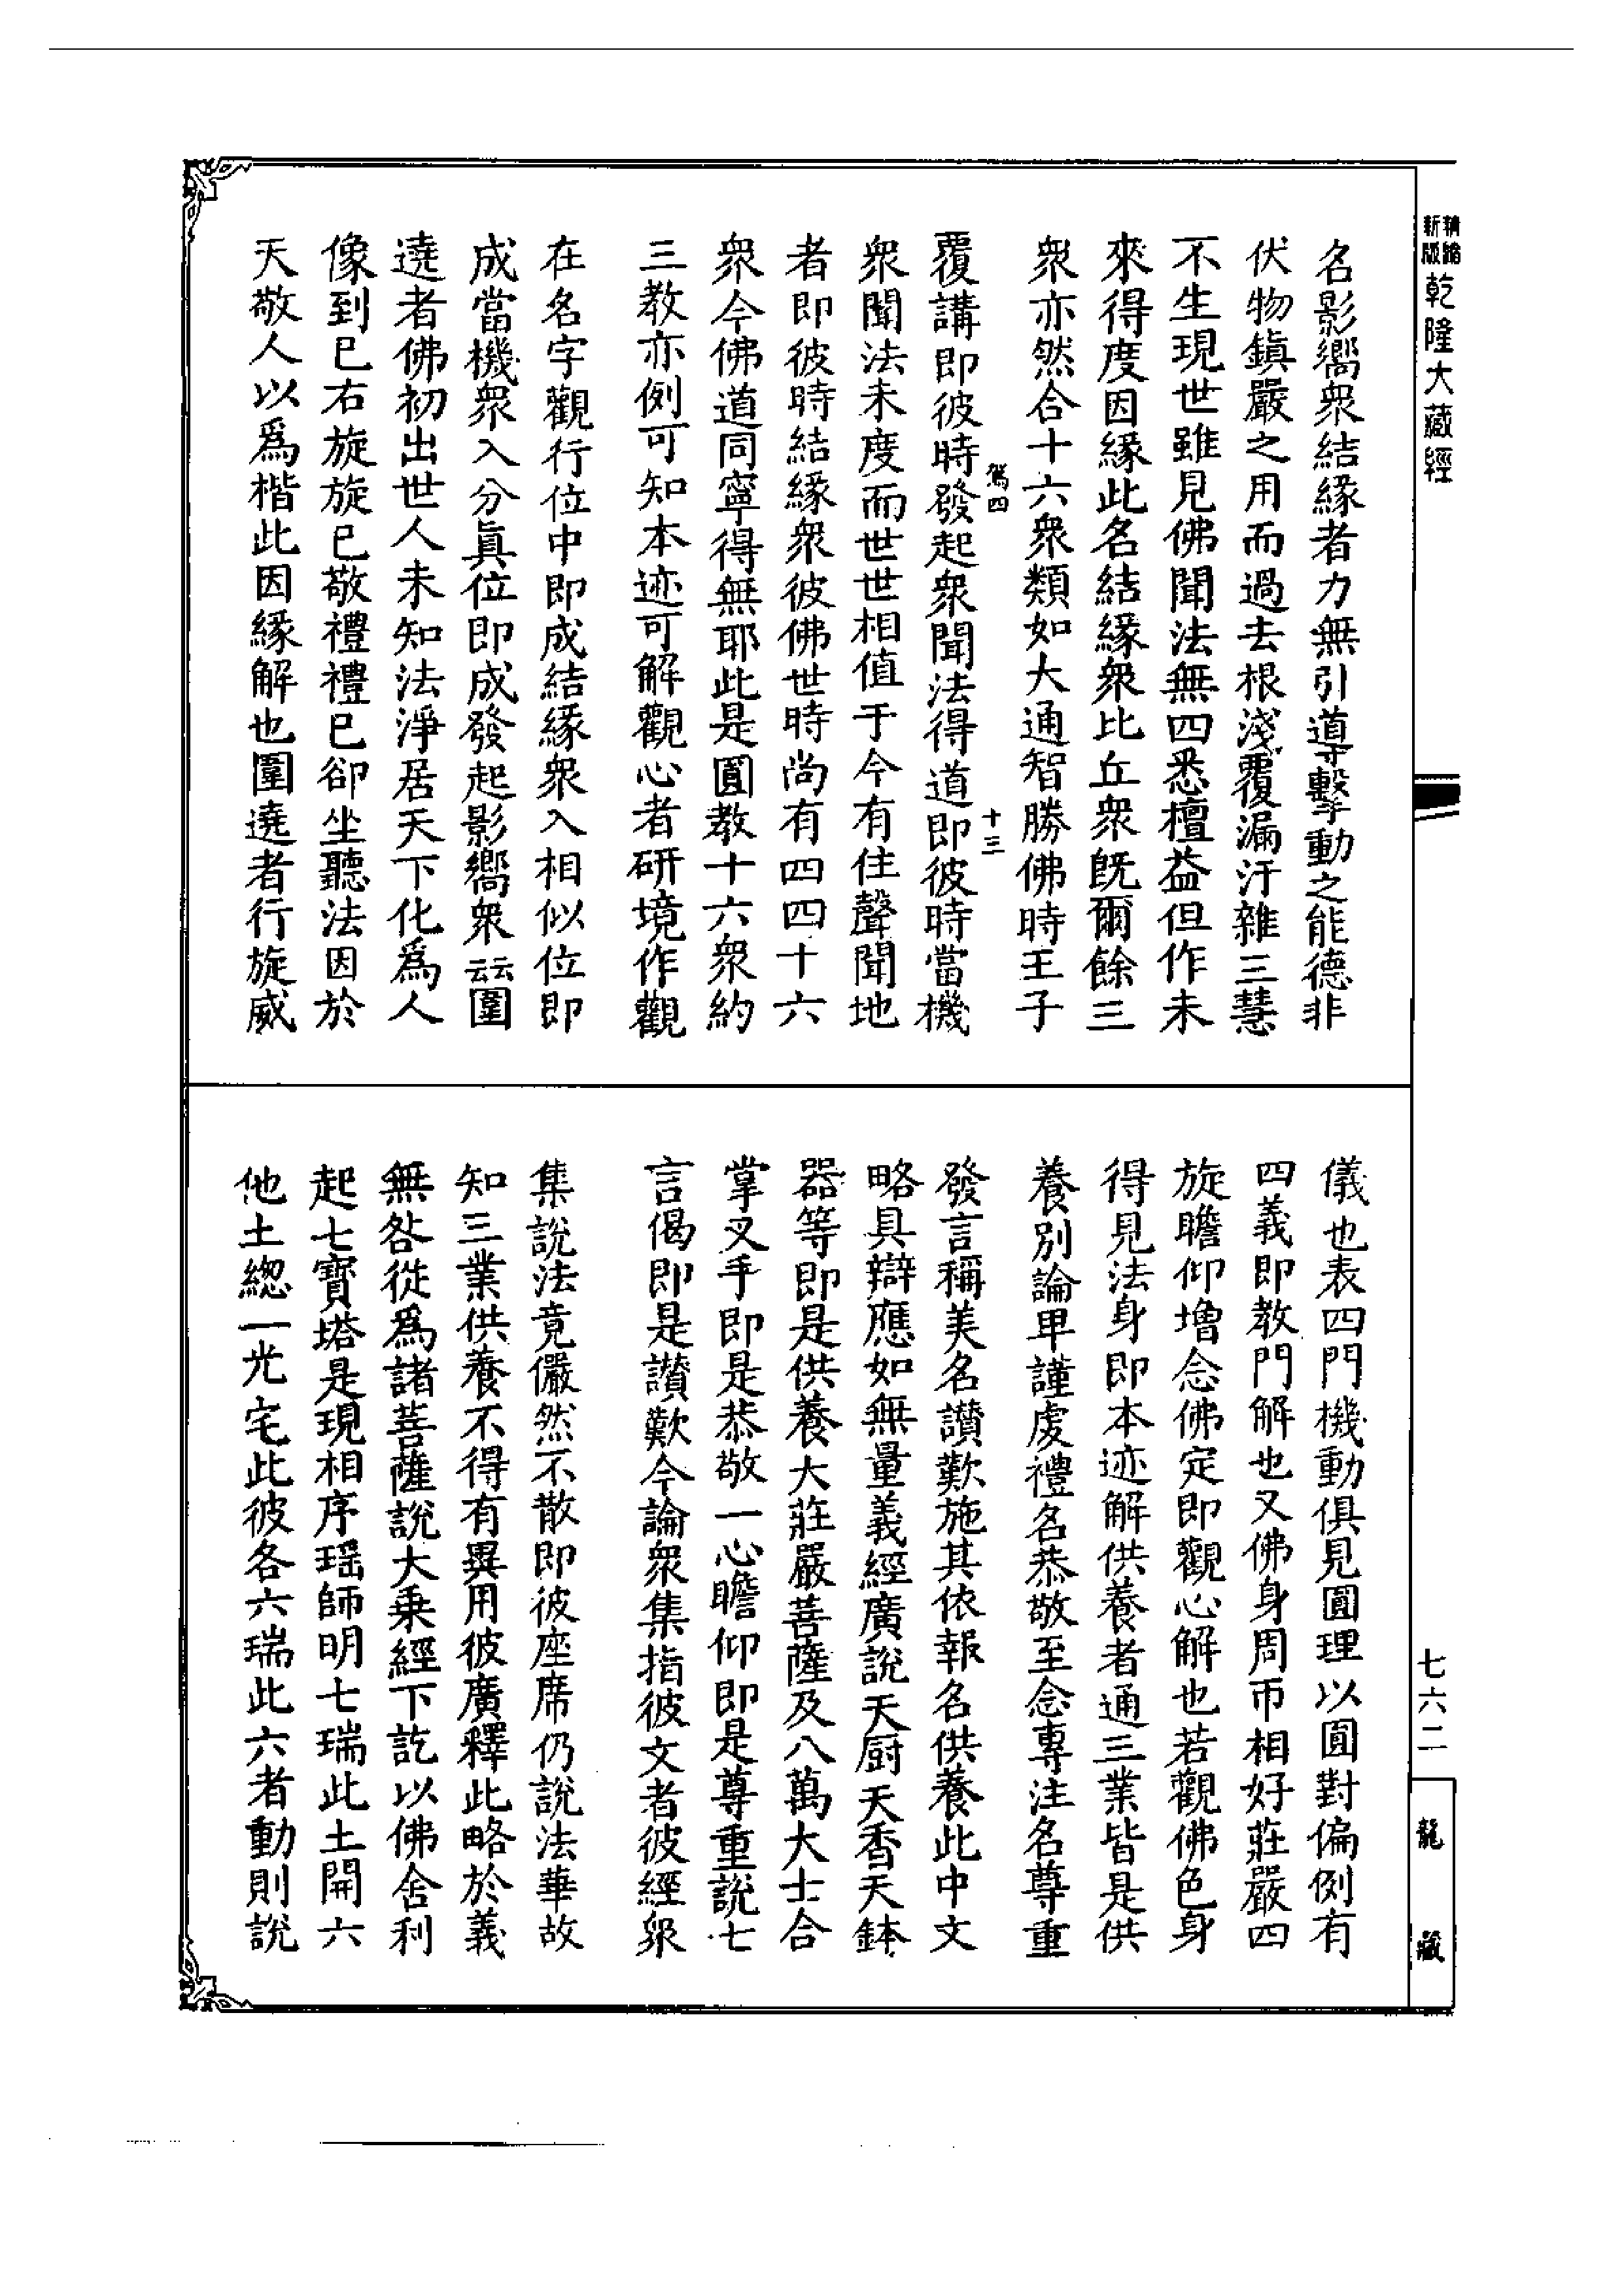 新版 精縮 乾隆大藏經
名影嚮衆結緣者力無引導擊動之能德非
伏物鎮嚴之用而過去根淺覆漏汙雜三慧
不生現世雖見佛聞法無四悉檀益但作未
來得度因緣此名結緣衆比丘衆旣爾餘三
衆亦然合十六衆類如大通智勝佛時王子
駕四 十三
覆講即彼時發起衆聞法得道即彼時當機
衆聞法未度而世世相值于今有住聲聞地
者即彼時結緣衆彼佛世時尚有四四十六
衆今佛道同寧得無耶此是圓教十六衆約
三教亦例可知本迹可解觀心者研境作觀
在名字觀行位中即成結緣衆入相似位即
成當機衆入分眞位即成發起影嚮衆云云圍
遶者佛初出世人未知法淨居天下化爲人
像到已右旋旋已敬禮禮已卻坐聽法因於
天敬人以爲楷此因緣解也圍遶者行旋威
儀也表四門機動俱見圓理以圓對偏例有
四義即教門解也又佛身周帀相好莊嚴四
旋瞻仰增念佛定即觀心解也若觀佛色身
得見法身即本迹解供養者通三業皆是供
養別論甲謹虔禮名恭敬至念專注名尊重
發言稱美名讚歎施其依報名供養此中文
略具辯應如無量義經廣說天厨天香天鉢
器等即是供養大莊嚴菩薩及八萬大士合
掌叉手即是恭敬一心瞻仰即是尊重說七
言偈即是讚歎今論衆集指彼文者彼經衆
集說法竟儼然不散即彼座席仍說法華故
知三業供養不得有異用彼廣釋此略於義
無咎從爲諸菩薩說大乘經下訖以佛舍利
起七寶塔是現相序瑶師明七瑞此土開六
他土緫一光宅此彼各六瑞此六者動則說
七六二
龍藏